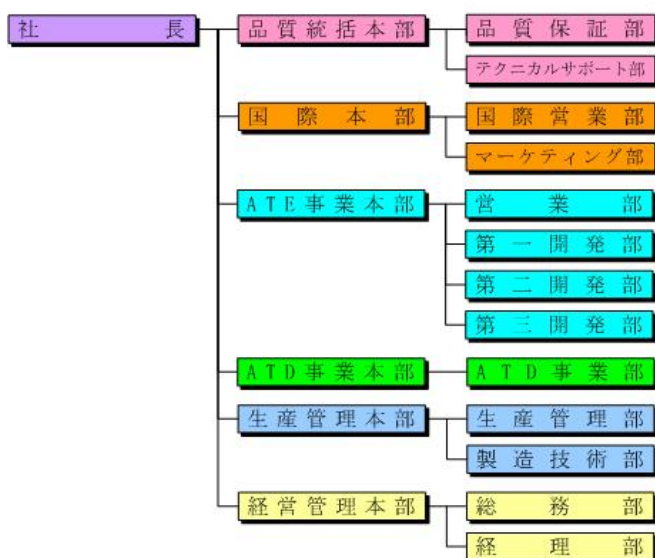 社長
品質統括本部
品質保証部
テクニカルサポート部
国際本部
国際営業部
マーケティング部
ATE事業本部
営業部
第一開発部
第二開発部
第三開発部
ATD事業本部
ATD事業部
生産管理本部
生産管理部
製造技術部
経営管理本部
総務部
経理部